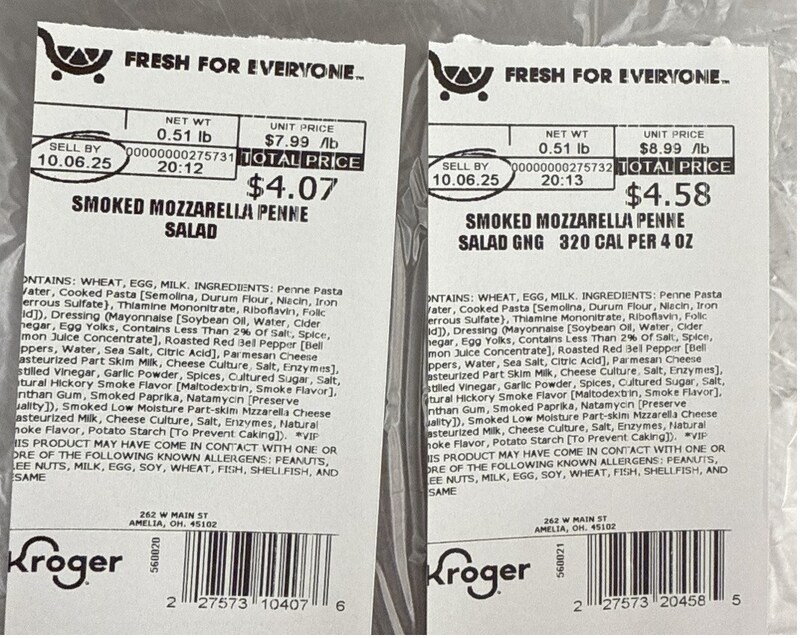 FRESH FOR EVERYONE™
NET WT
0.51 lb
UNIT PRICE
$7.99 /lb
SELL BY
10.06.25
00000000275731
20:12
TOTAL PRICE
$4.07
SMOKED MOZZARELLA PENNE
SALAD
ONTAINS: WHEAT, EGG, MILK. INGREDIENTS: Penne Pasta
ater, Cooked Pasta [Semolina, Durum Flour, Niacin, Iron
errous Sulfate}, Thiamine Mononitrate, Riboflavin, Folic
id]), Dressing (Mayonnaise [Soybean Oil, Water, Cider
negar, Egg Yolks, Contains Less Than 2% Of Salt, Spice,
mon Juice Concentrate], Roasted Red Bell Pepper [Bell
ppers, Water, Sea Salt, Citric Acid], Parmesan Cheese
asteurized Part Skim Milk, Cheese Culture, Salt, Enzymes],
stilled Vinegar, Garlic Powder, Spices, Cultured Sugar, Salt,
tural Hickory Smoke Flavor [Maltodextrin, Smoke Flavor],
nthan Gum, Smoked Paprika, Natamycin [Preserve
uality]), Smoked Low Moisture Part-skim Mzzarella Cheese
asteurized Milk, Cheese Culture, Salt, Enzymes, Natural
noke Flavor, Potato Starch [To Prevent Caking]). *VIP
IS PRODUCT MAY HAVE COME IN CONTACT WITH ONE OR
ORE OF THE FOLLOWING KNOWN ALLERGENS: PEANUTS,
EE NUTS, MILK, EGG, SOY, WHEAT, FISH, SHELLFISH, AND
SAME
262 W MAIN ST
AMELIA, OH. 45102
Kroger
560020
2 27573 10407 6
FRESH FOR EVERYONE™
NET WT
0.51 lb
UNIT PRICE
$8.99 /lb
SELL BY
10.06.25
00000000275732
20:13
TOTAL PRICE
$4.58
SMOKED MOZZARELLA PENNE
SALAD GNG 320 CAL PER 4 OZ
ONTAINS: WHEAT, EGG, MILK. INGREDIENTS: Penne Pasta
ater, Cooked Pasta [Semolina, Durum Flour, Niacin, Iron
errous Sulfate}, Thiamine Mononitrate, Riboflavin, Folic
id]), Dressing (Mayonnaise [Soybean Oil, Water, Cider
negar, Egg Yolks, Contains Less Than 2% Of Salt, Spice,
mon Juice Concentrate], Roasted Red Bell Pepper [Bell
ppers, Water, Sea Salt, Citric Acid], Parmesan Cheese
asteurized Part Skim Milk, Cheese Culture, Salt, Enzymes],
stilled Vinegar, Garlic Powder, Spices, Cultured Sugar, Salt,
tural Hickory Smoke Flavor [Maltodextrin, Smoke Flavor],
nthan Gum, Smoked Paprika, Natamycin [Preserve
uality]), Smoked Low Moisture Part-skim Mzzarella Cheese
asteurized Milk, Cheese Culture, Salt, Enzymes, Natural
noke Flavor, Potato Starch [To Prevent Caking]). *VIP
IS PRODUCT MAY HAVE COME IN CONTACT WITH ONE OR
ORE OF THE FOLLOWING KNOWN ALLERGENS: PEANUTS,
EE NUTS, MILK, EGG, SOY, WHEAT, FISH, SHELLFISH, AND
SAME
262 W MAIN ST
AMELIA, OH. 45102
Kroger
560021
2 27573 20458 5